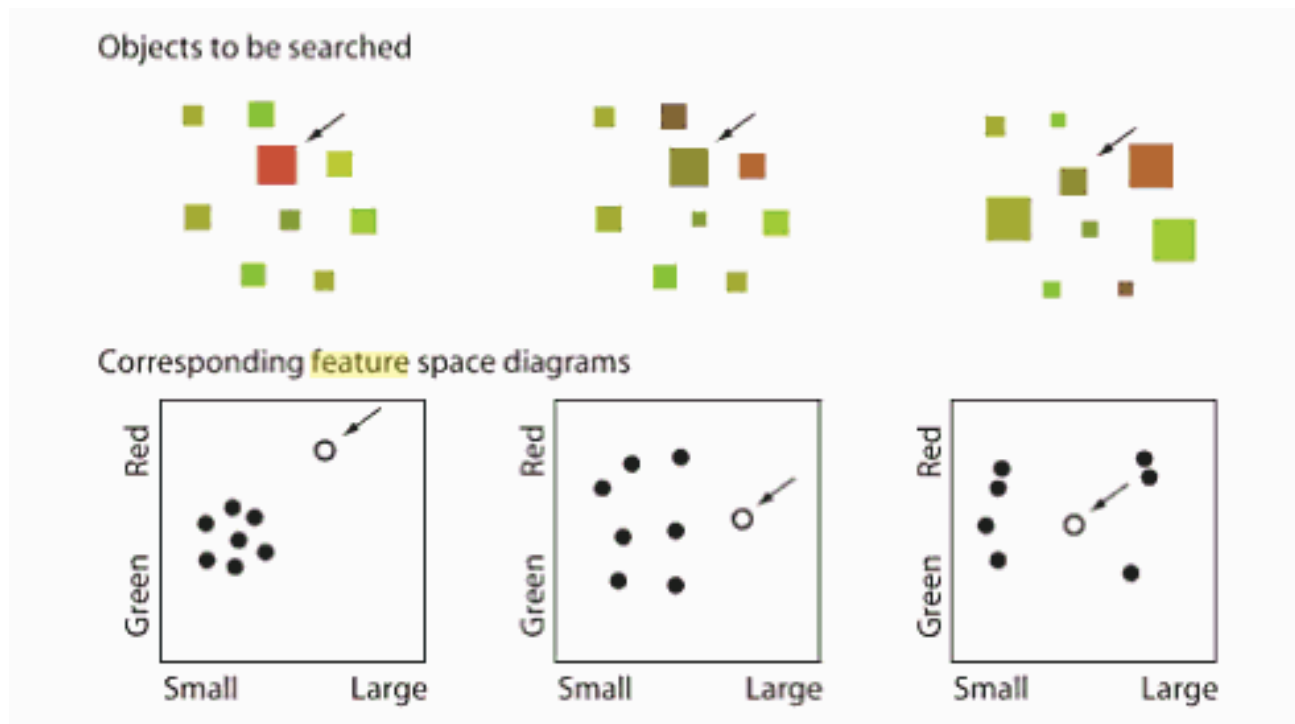 Objects to be searched
Corresponding feature space diagrams
Red
Green
Small Large
Red
Green
Small Large
Red
Green
Small Large